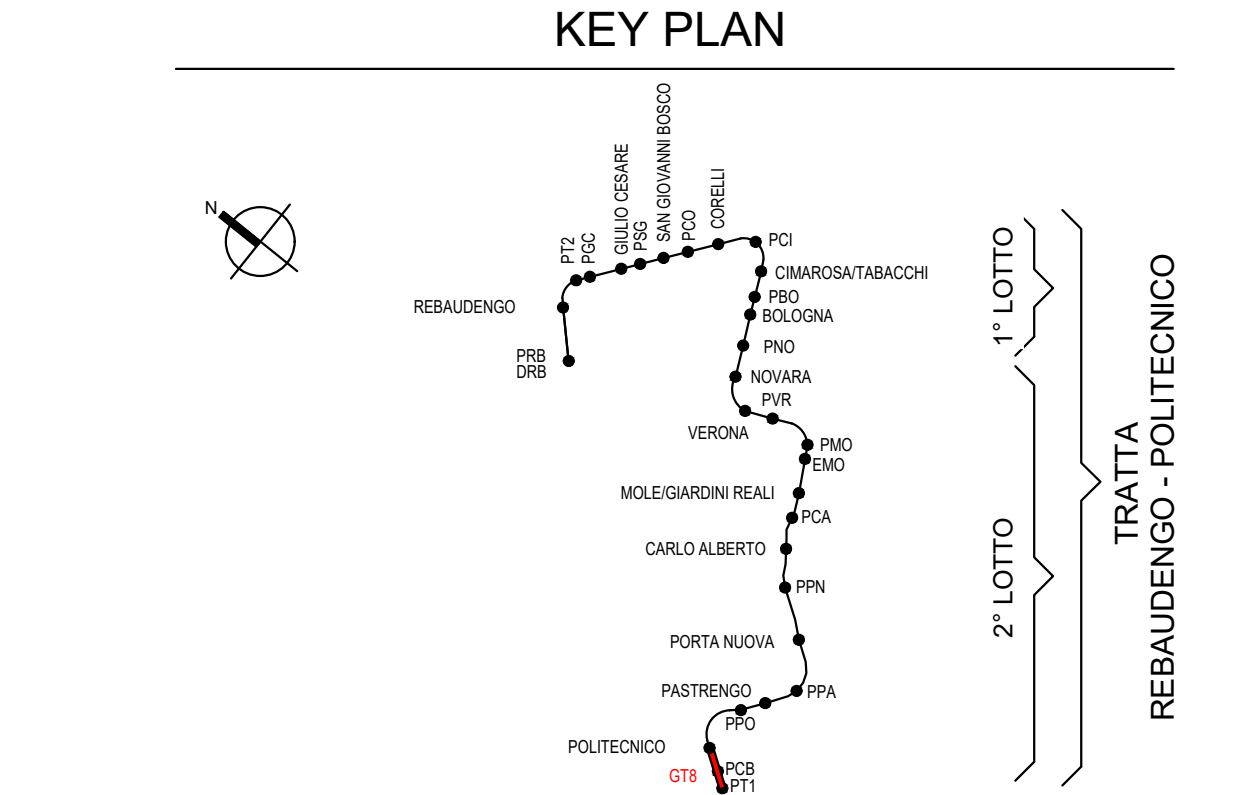 KEY PLAN
N
PT2
PGC
GIULIO CESARE
PSG
SAN GIOVANNI BOSCO
PCO
CORELLI
PCI
CIMAROSA/TABACCHI
REBAUDENGO
PBO
BOLOGNA
PRB
DRB
PNO
NOVARA
PVR
VERONA
PMO
EMO
MOLE/GIARDINI REALI
PCA
CARLO ALBERTO
PPN
PORTA NUOVA
PASTRENGO
PPA
PPO
POLITECNICO
PCB
GT8
PT1
1° LOTTO
2° LOTTO
TRATTA
REBAUDENGO - POLITECNICO